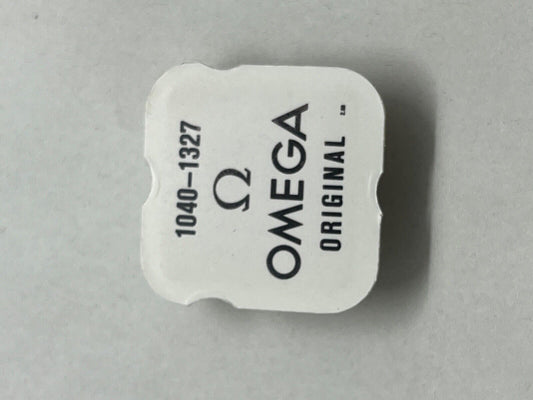 1040-1327
Ω
OMEGA
ORIGINAL